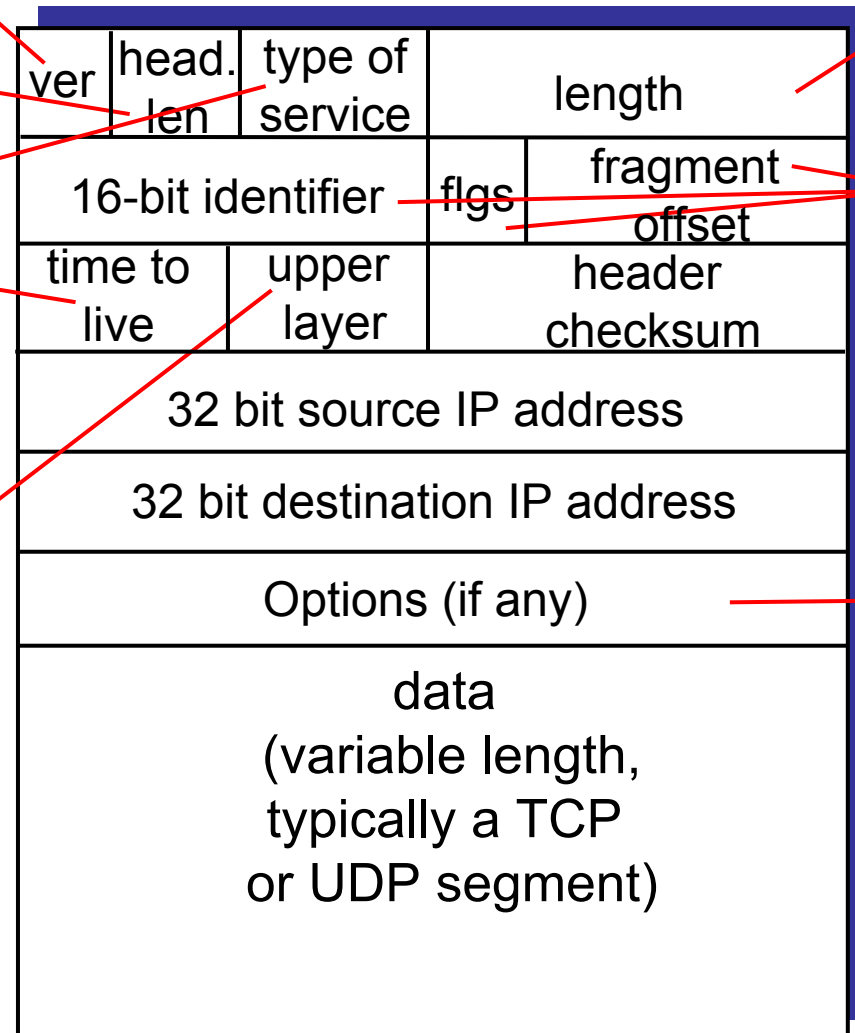 ver
head.
len
type of
service
length
16-bit identifier
flgs
fragment
offset
time to
live
upper
layer
header
checksum
32 bit source IP address
32 bit destination IP address
Options (if any)
data
(variable length,
typically a TCP
or UDP segment)